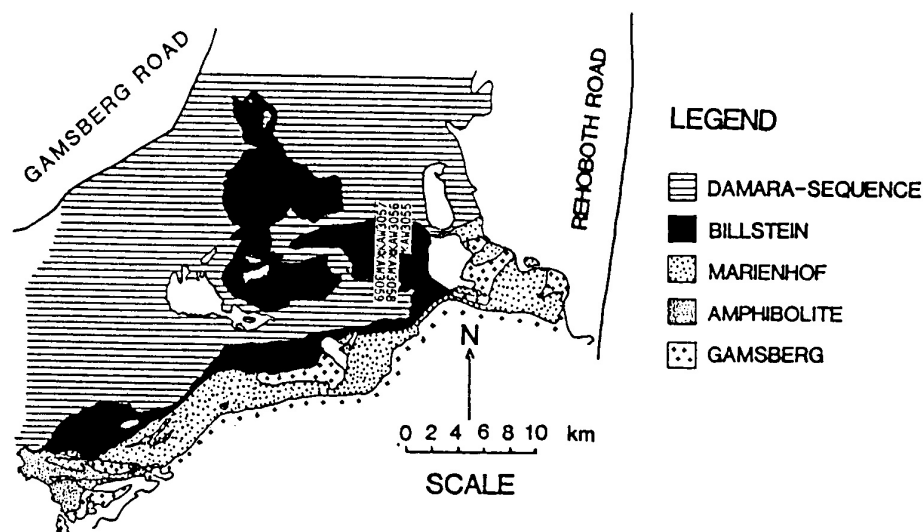 GAMSBERG ROAD
REHOBOTH ROAD
LEGEND
DAMARA-SEQUENCE
BILLSTEIN
MARIENHOF
AMPHIBOLITE
GAMSBERG
N
0 2 4 6 8 10 km
SCALE